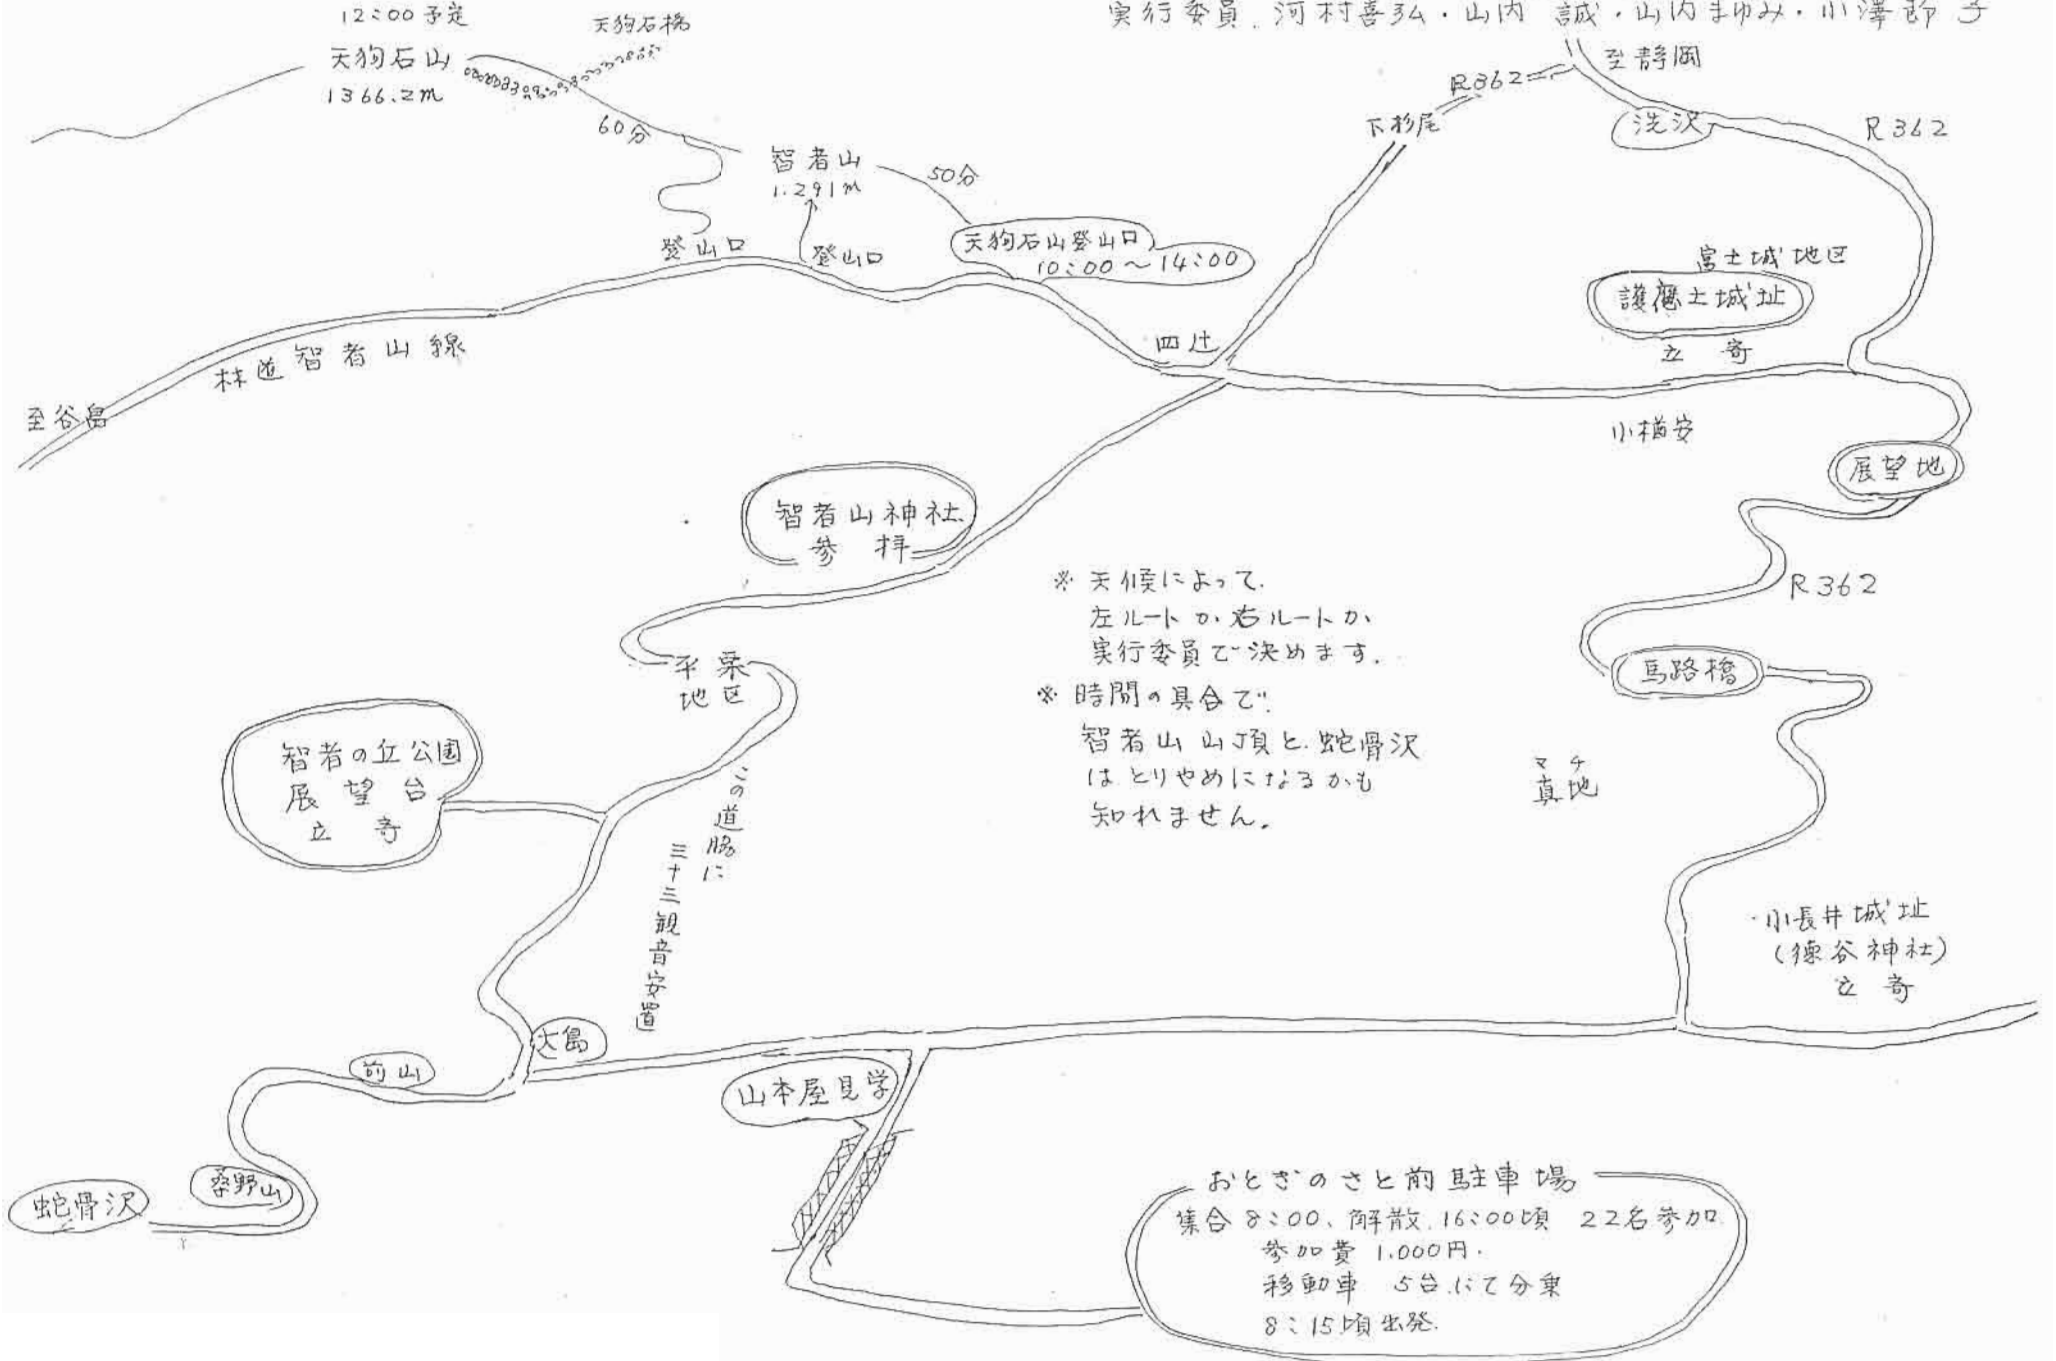 実行委員.河村喜弘・山内 誠・山内まゆみ・小澤節子
12:00予定
天狗石山
1366.2m
天狗石橋
60分
智者山
1.291m
50分
登山口
登山口
天狗石山登山口
10:00～14:00
林道智者山線
至谷畠
四辻
下杉尾
R362
至静岡
洗沢
R362
富士城地区
護應土城址
立寄
小楢安
展望地
R362
馬路橋
マチ
真地
小長井城址
(徳谷神社)
立寄
智者山神社
参拝
平栗
地区
智者の丘公園
展望台
立寄
この道脇に
三十三観音安置
※ 天候によって.
左ルートか.右ルートか.
実行委員で決めます.
※ 時間の具合で.
智者山山頂と.蛇骨沢
はとりやめになるかも
知れません。
大島
前山
桑野山
蛇骨沢
山本屋見学
おとぎのさと前駐車場
集合 8:00、解散.16:00頃 22名参加
参加費 1.000円.
移動車 5台.にて分乗
8:15頃出発.